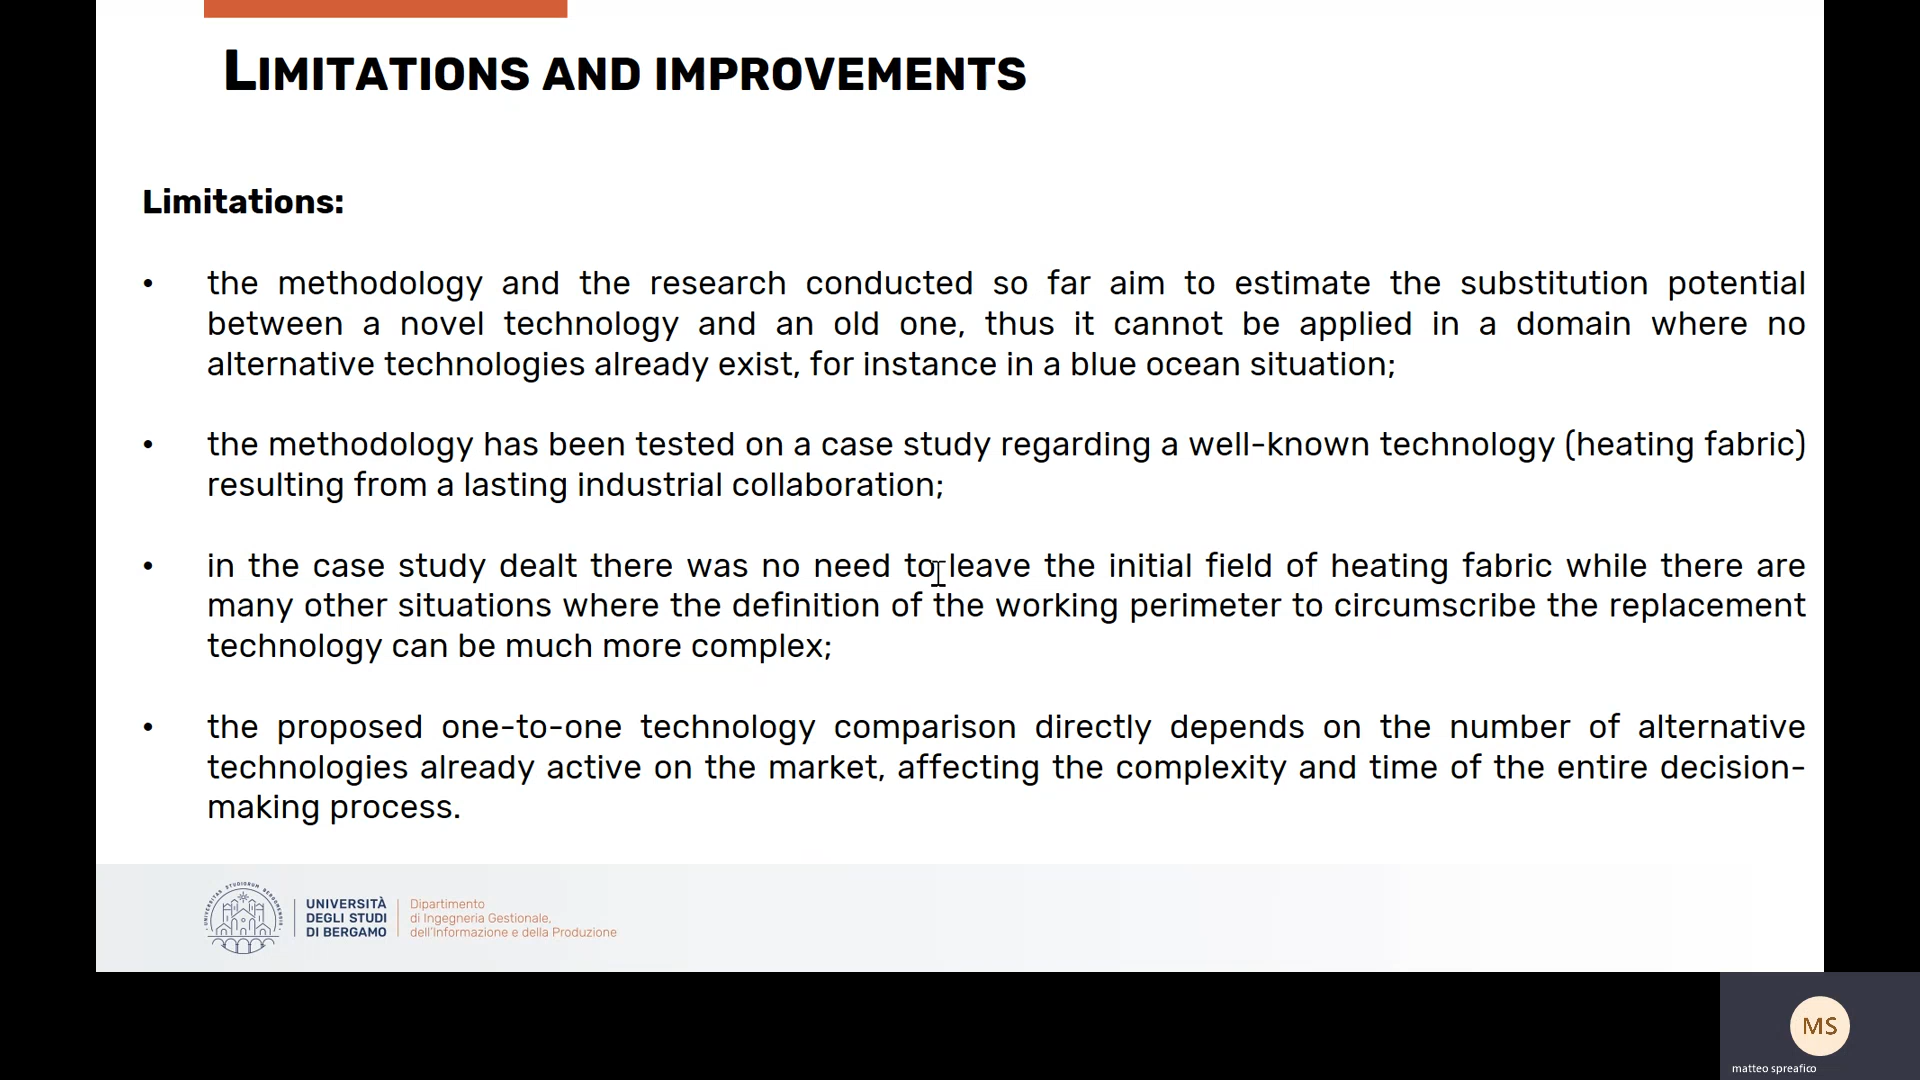 LIMITATIONS AND IMPROVEMENTS
Limitations:
• the methodology and the research conducted so far aim to estimate the substitution potential
between a novel technology and an old one, thus it cannot be applied in a domain where no
alternative technologies already exist, for instance in a blue ocean situation;
• the methodology has been tested on a case study regarding a well-known technology (heating fabric)
resulting from a lasting industrial collaboration;
• in the case study dealt there was no need to leave the initial field of heating fabric while there are
many other situations where the definition of the working perimeter to circumscribe the replacement
technology can be much more complex;
• the proposed one-to-one technology comparison directly depends on the number of alternative
technologies already active on the market, affecting the complexity and time of the entire decision-
making process.
UNIVERSITÀ
DEGLI STUDI
DI BERGAMO
Dipartimento
di Ingegneria Gestionale,
dell'Informazione e della Produzione
MS
matteo spreafico